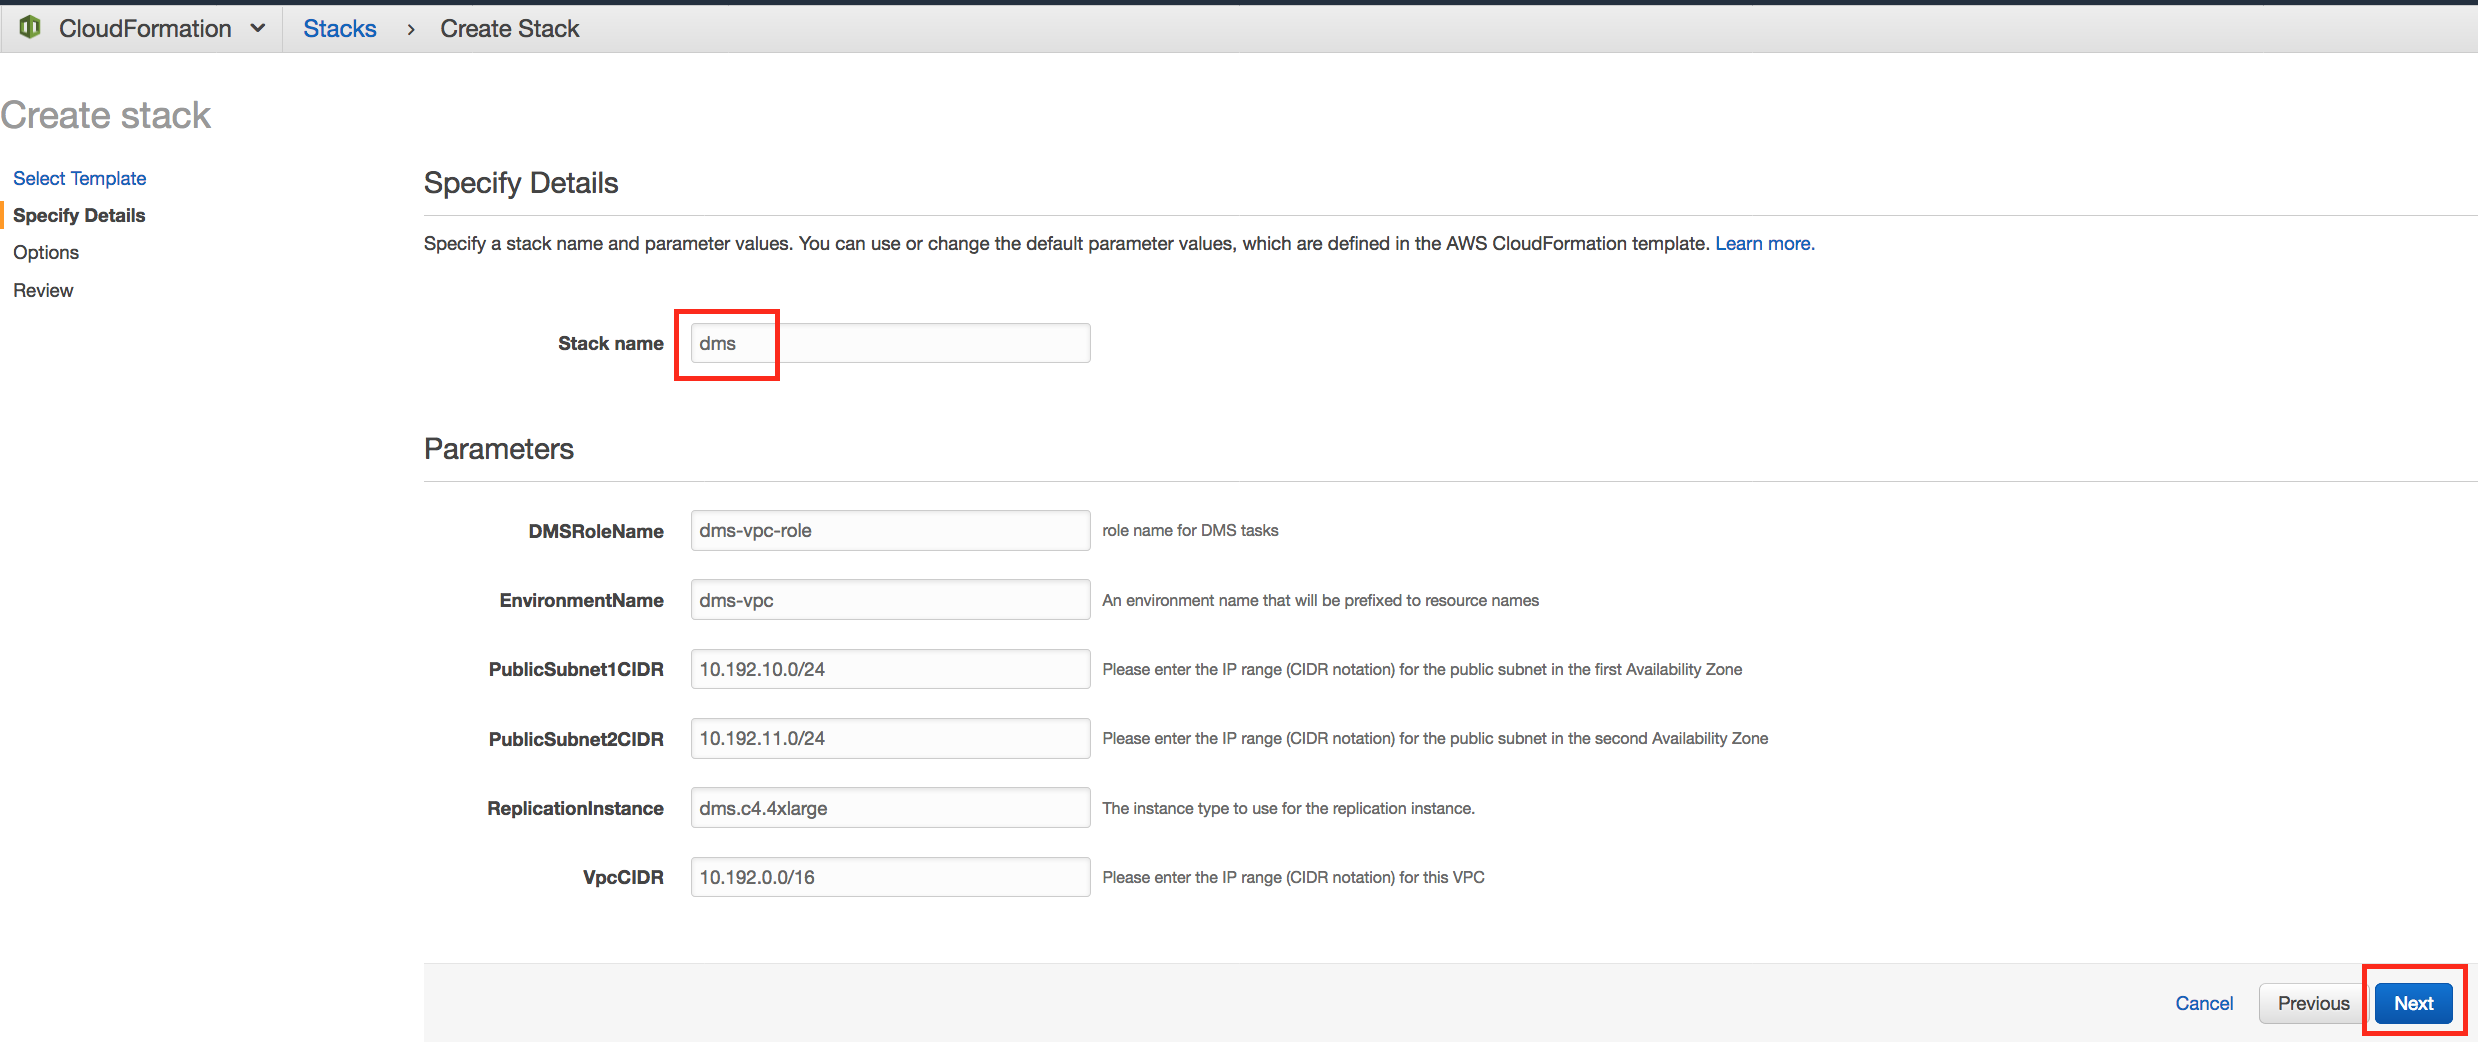 CloudFormation
Stacks
Create Stack
Create stack
Select Template
Specify Details
Options
Review
Specify Details
Specify a stack name and parameter values. You can use or change the default parameter values, which are defined in the AWS CloudFormation template. Learn more.
Stack name dms
Parameters
DMSRoleName dms-vpc-role role name for DMS tasks
EnvironmentName dms-vpc An environment name that will be prefixed to resource names
PublicSubnet1CIDR 10.192.10.0/24 Please enter the IP range (CIDR notation) for the public subnet in the first Availability Zone
PublicSubnet2CIDR 10.192.11.0/24 Please enter the IP range (CIDR notation) for the public subnet in the second Availability Zone
ReplicationInstance dms.c4.4xlarge The instance type to use for the replication instance.
VpcCIDR 10.192.0.0/16 Please enter the IP range (CIDR notation) for this VPC
Cancel Previous Next